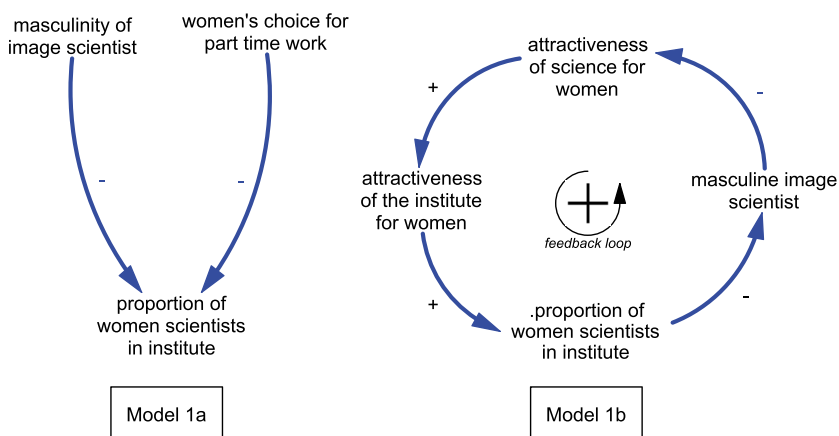 masculinity of
image scientist
women's choice for
part time work
-
-
proportion of
women scientists
in institute
Model 1a
attractiveness
of science for
women
+
-
attractiveness
of the institute
for women
masculine image
scientist
+
feedback loop
+
-
.proportion of
women scientists
in institute
Model 1b